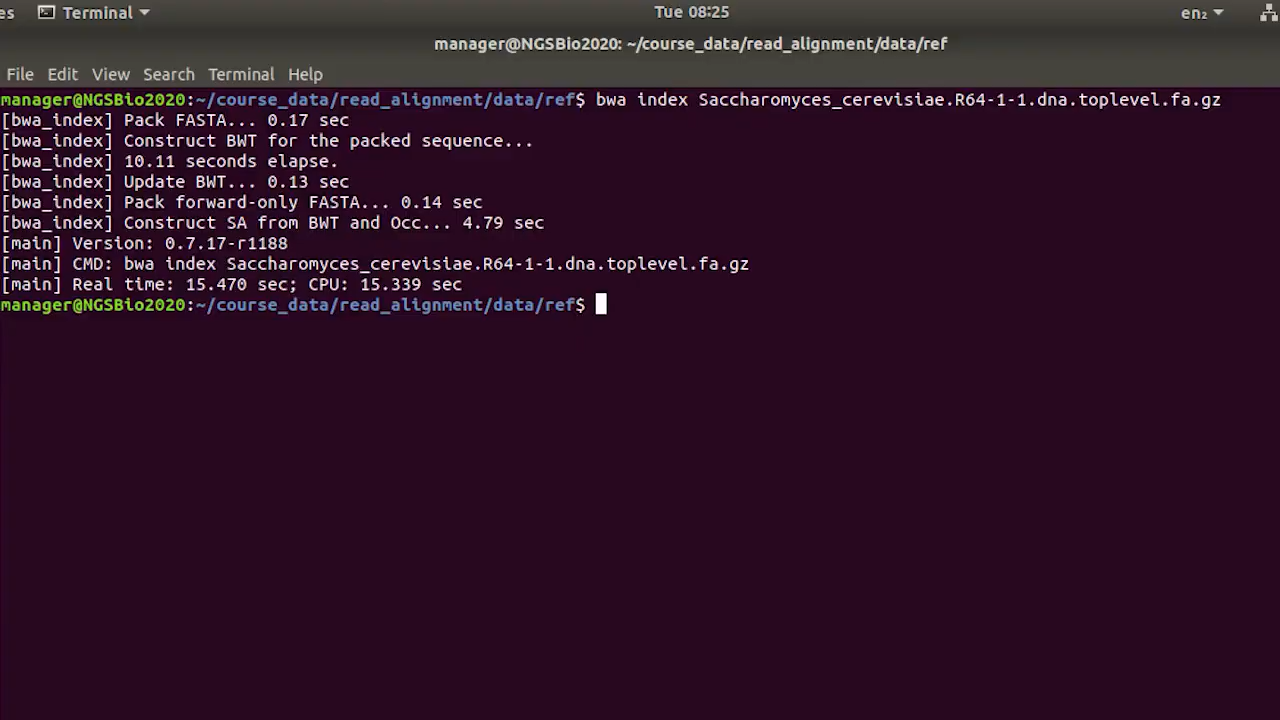 es Terminal Tue 08:25 en₂
manager@NGSBio2020: ~/course_data/read_alignment/data/ref
File Edit View Search Terminal Help
manager@NGSBio2020:~/course_data/read_alignment/data/ref$ bwa index Saccharomyces_cerevisiae.R64-1-1.dna.toplevel.fa.gz
[bwa_index] Pack FASTA... 0.17 sec
[bwa_index] Construct BWT for the packed sequence...
[bwa_index] 10.11 seconds elapse.
[bwa_index] Update BWT... 0.13 sec
[bwa_index] Pack forward-only FASTA... 0.14 sec
[bwa_index] Construct SA from BWT and Occ... 4.79 sec
[main] Version: 0.7.17-r1188
[main] CMD: bwa index Saccharomyces_cerevisiae.R64-1-1.dna.toplevel.fa.gz
[main] Real time: 15.470 sec; CPU: 15.339 sec
manager@NGSBio2020:~/course_data/read_alignment/data/ref$